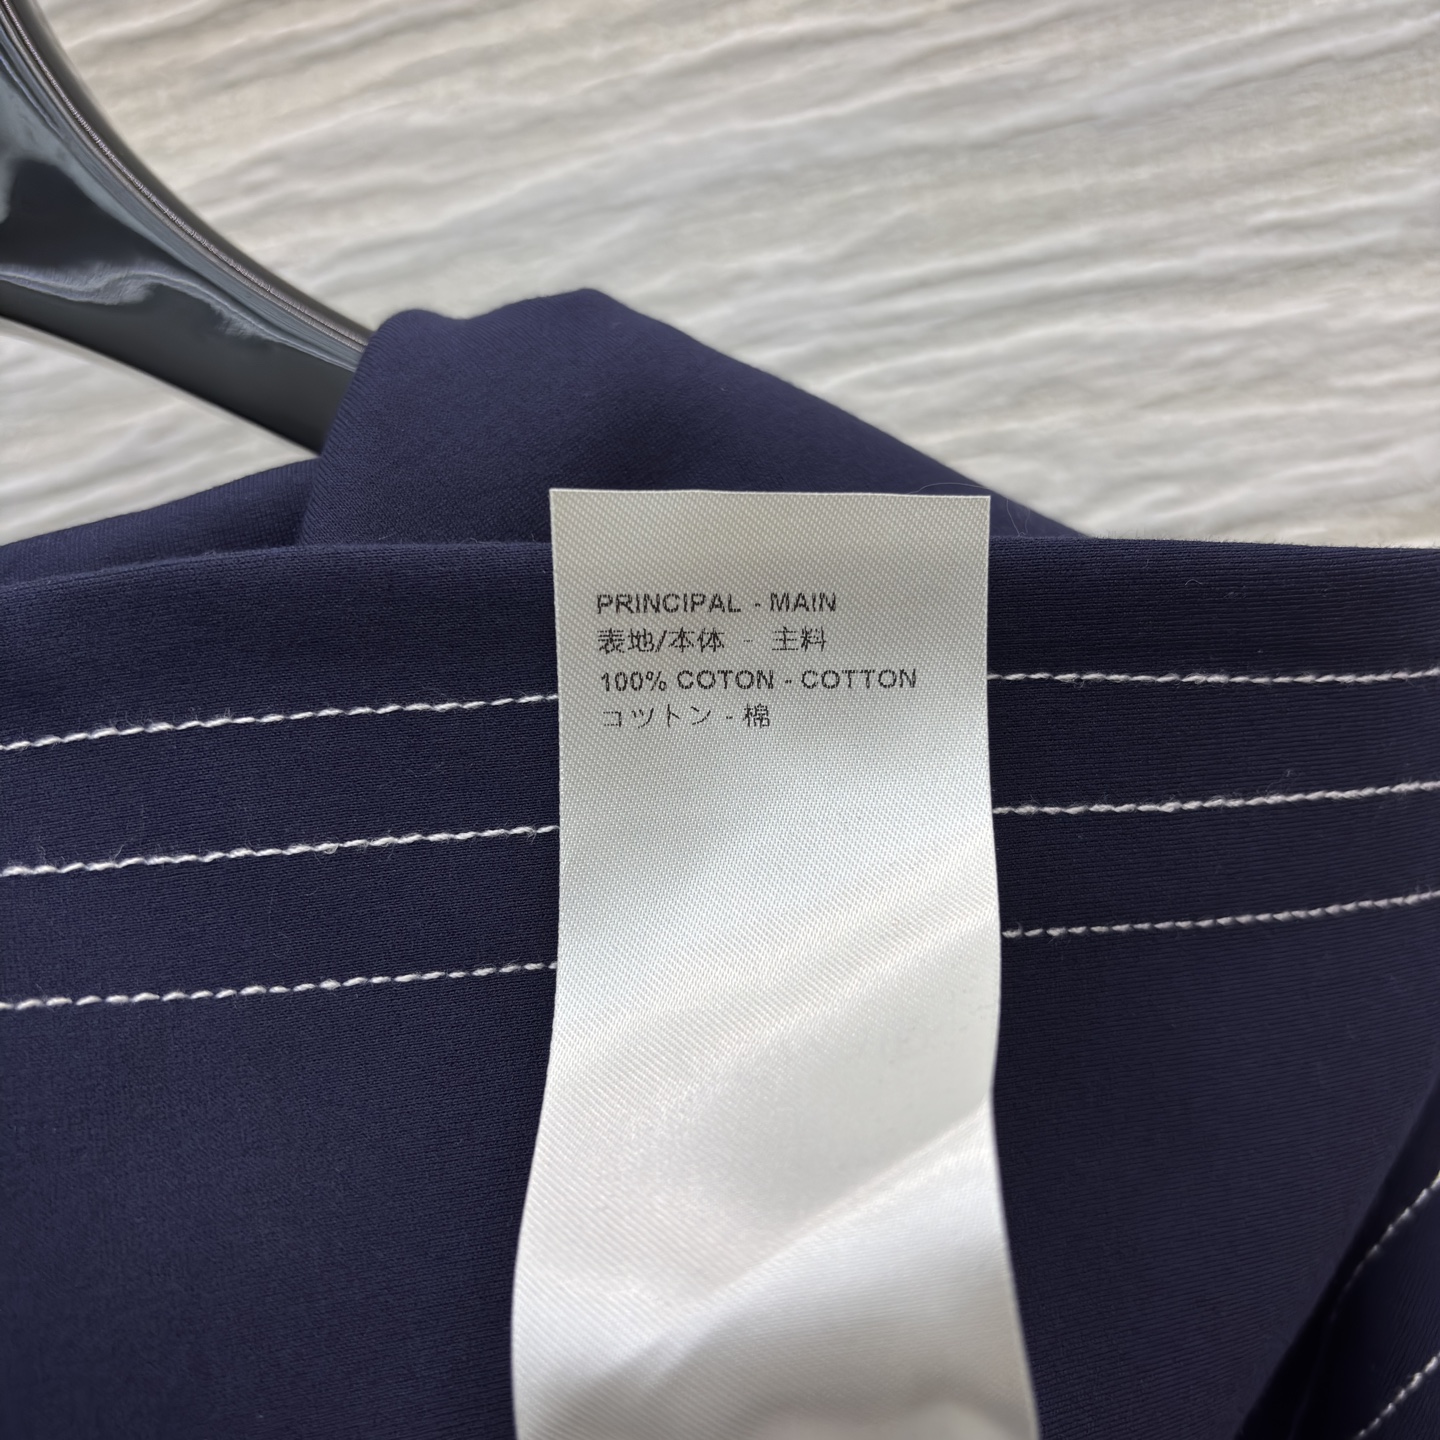 PRINCIPAL - MAIN
表地/本体 - 主料
100% COTON - COTTON
コットン - 棉